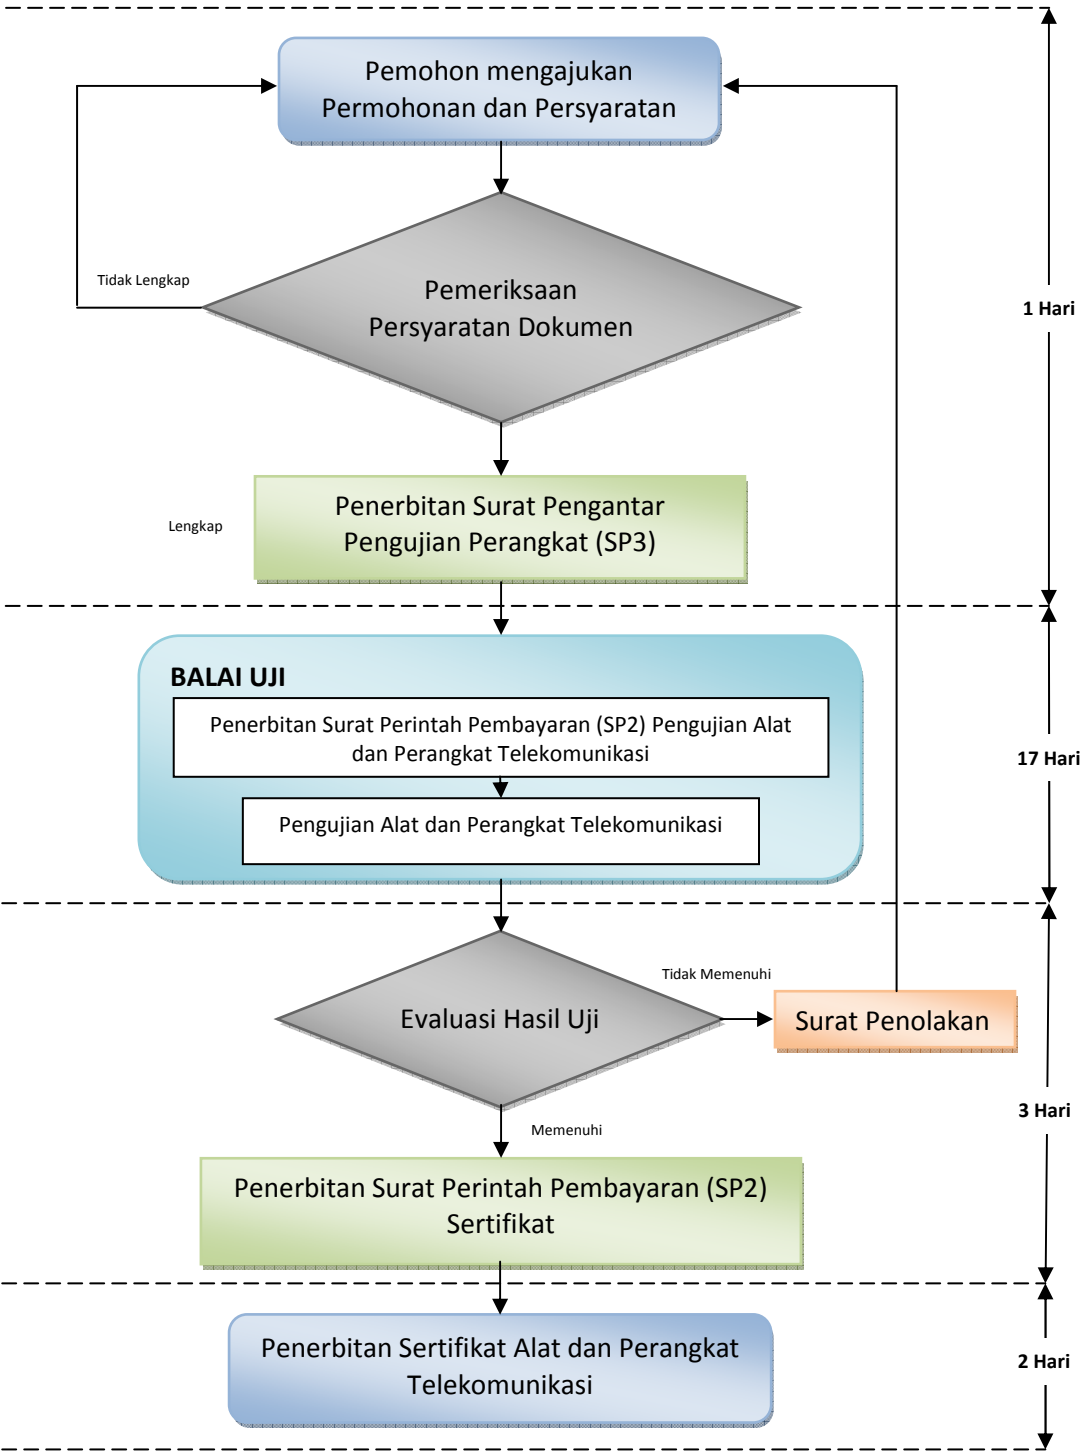 Pemohon mengajukan
Permohonan dan Persyaratan
Tidak Lengkap
Pemeriksaan
Persyaratan Dokumen
1 Hari
Lengkap
Penerbitan Surat Pengantar
Pengujian Perangkat (SP3)
BALAI UJI
Penerbitan Surat Perintah Pembayaran (SP2) Pengujian Alat
dan Perangkat Telekomunikasi
17 Hari
Pengujian Alat dan Perangkat Telekomunikasi
Evaluasi Hasil Uji
Tidak Memenuhi
Surat Penolakan
3 Hari
Memenuhi
Penerbitan Surat Perintah Pembayaran (SP2)
Sertifikat
Penerbitan Sertifikat Alat dan Perangkat
Telekomunikasi
2 Hari